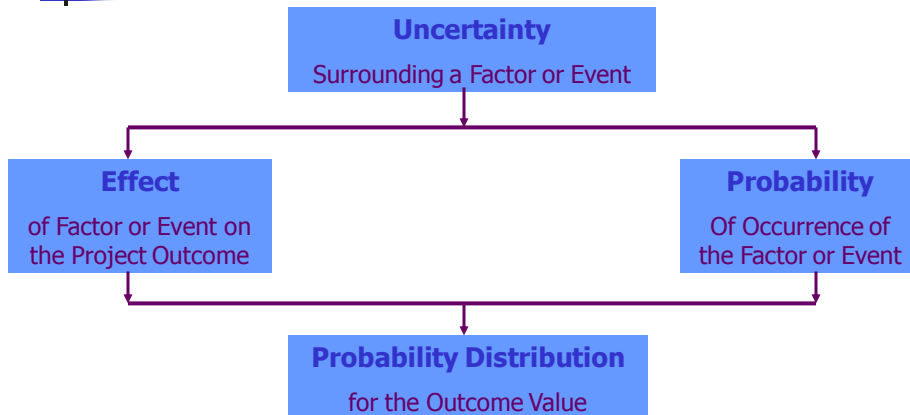 Uncertainty
Surrounding a Factor or Event
Effect
of Factor or Event on
the Project Outcome
Probability
Of Occurrence of
the Factor or Event
Probability Distribution
for the Outcome Value